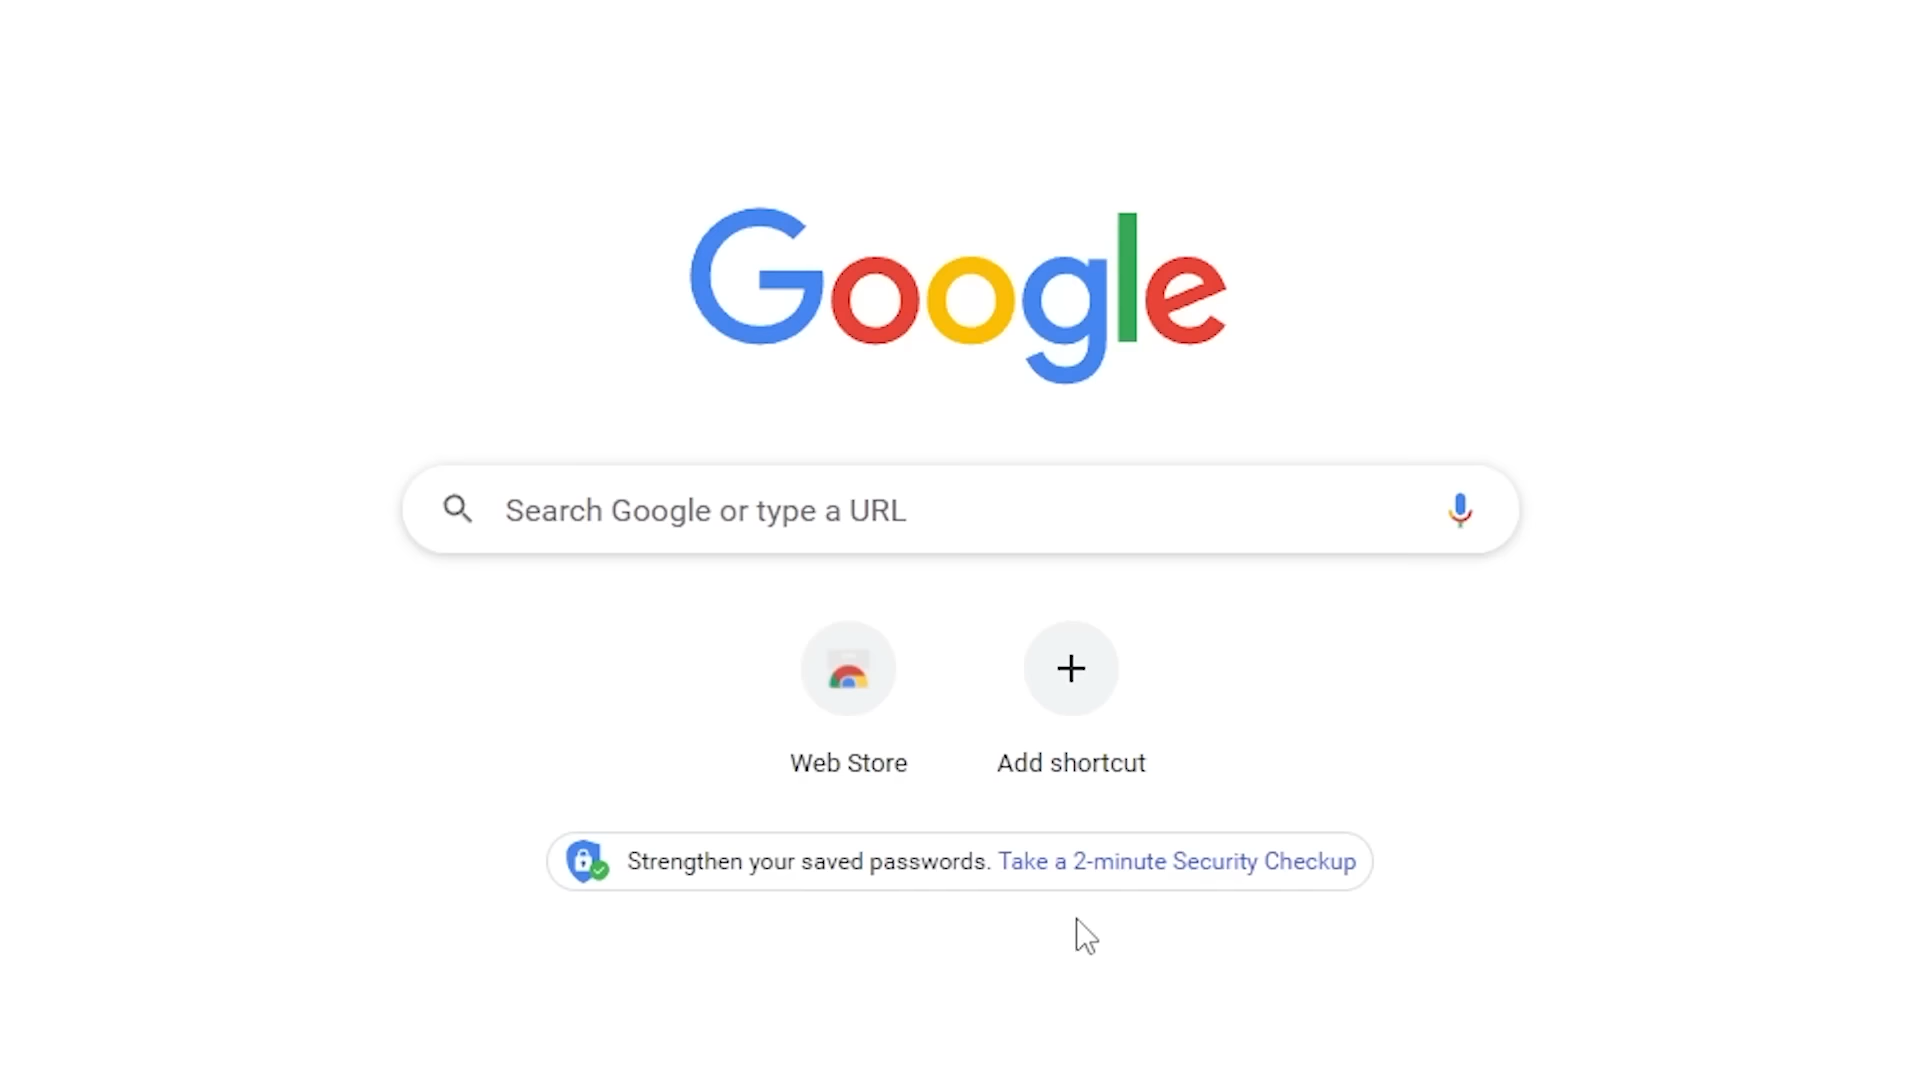 Google
Search Google or type a URL
Web Store
Add shortcut
Strengthen your saved passwords. Take a 2-minute Security Checkup